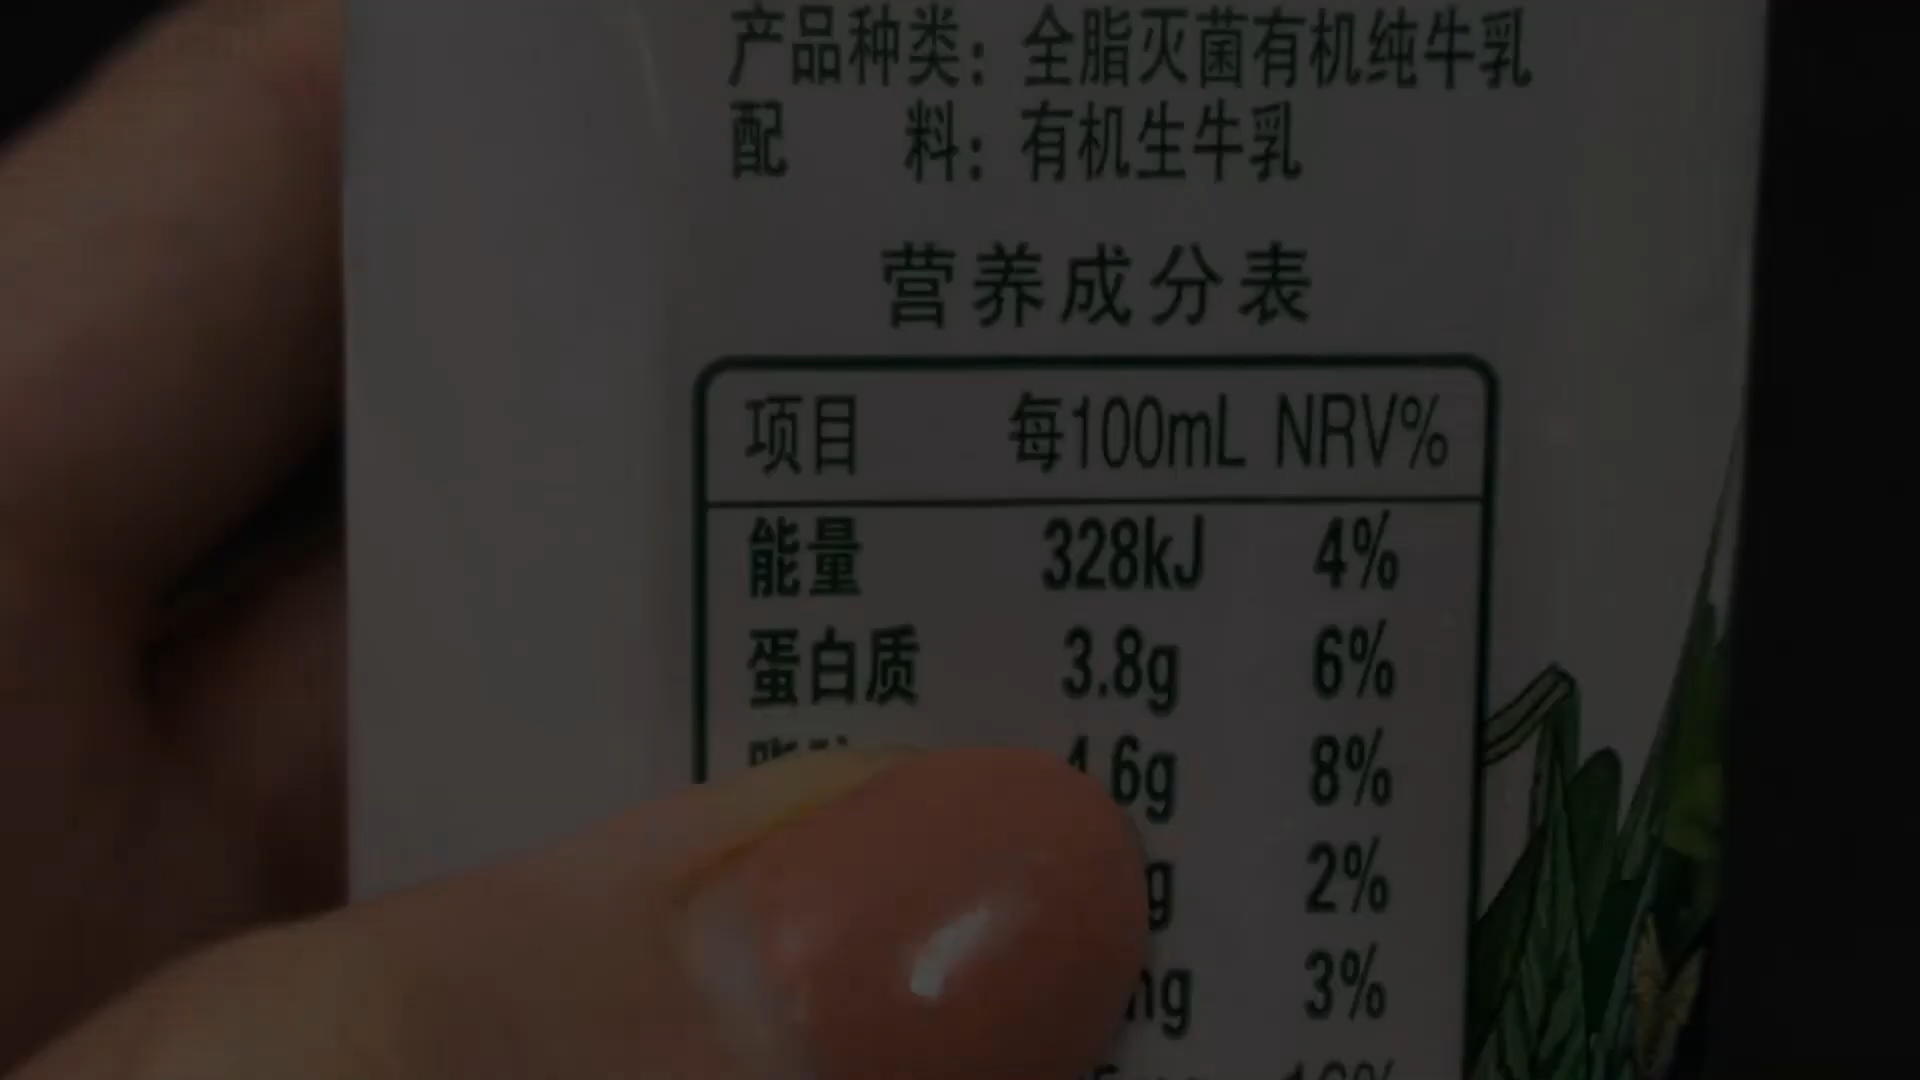 产品种类：全脂灭菌有机纯牛乳
配 料：有机生牛乳
营养成分表
项目 每100mL NRV%
能量 328kJ 4%
蛋白质 3.8g 6%
.6g 8%
g 2%
3%